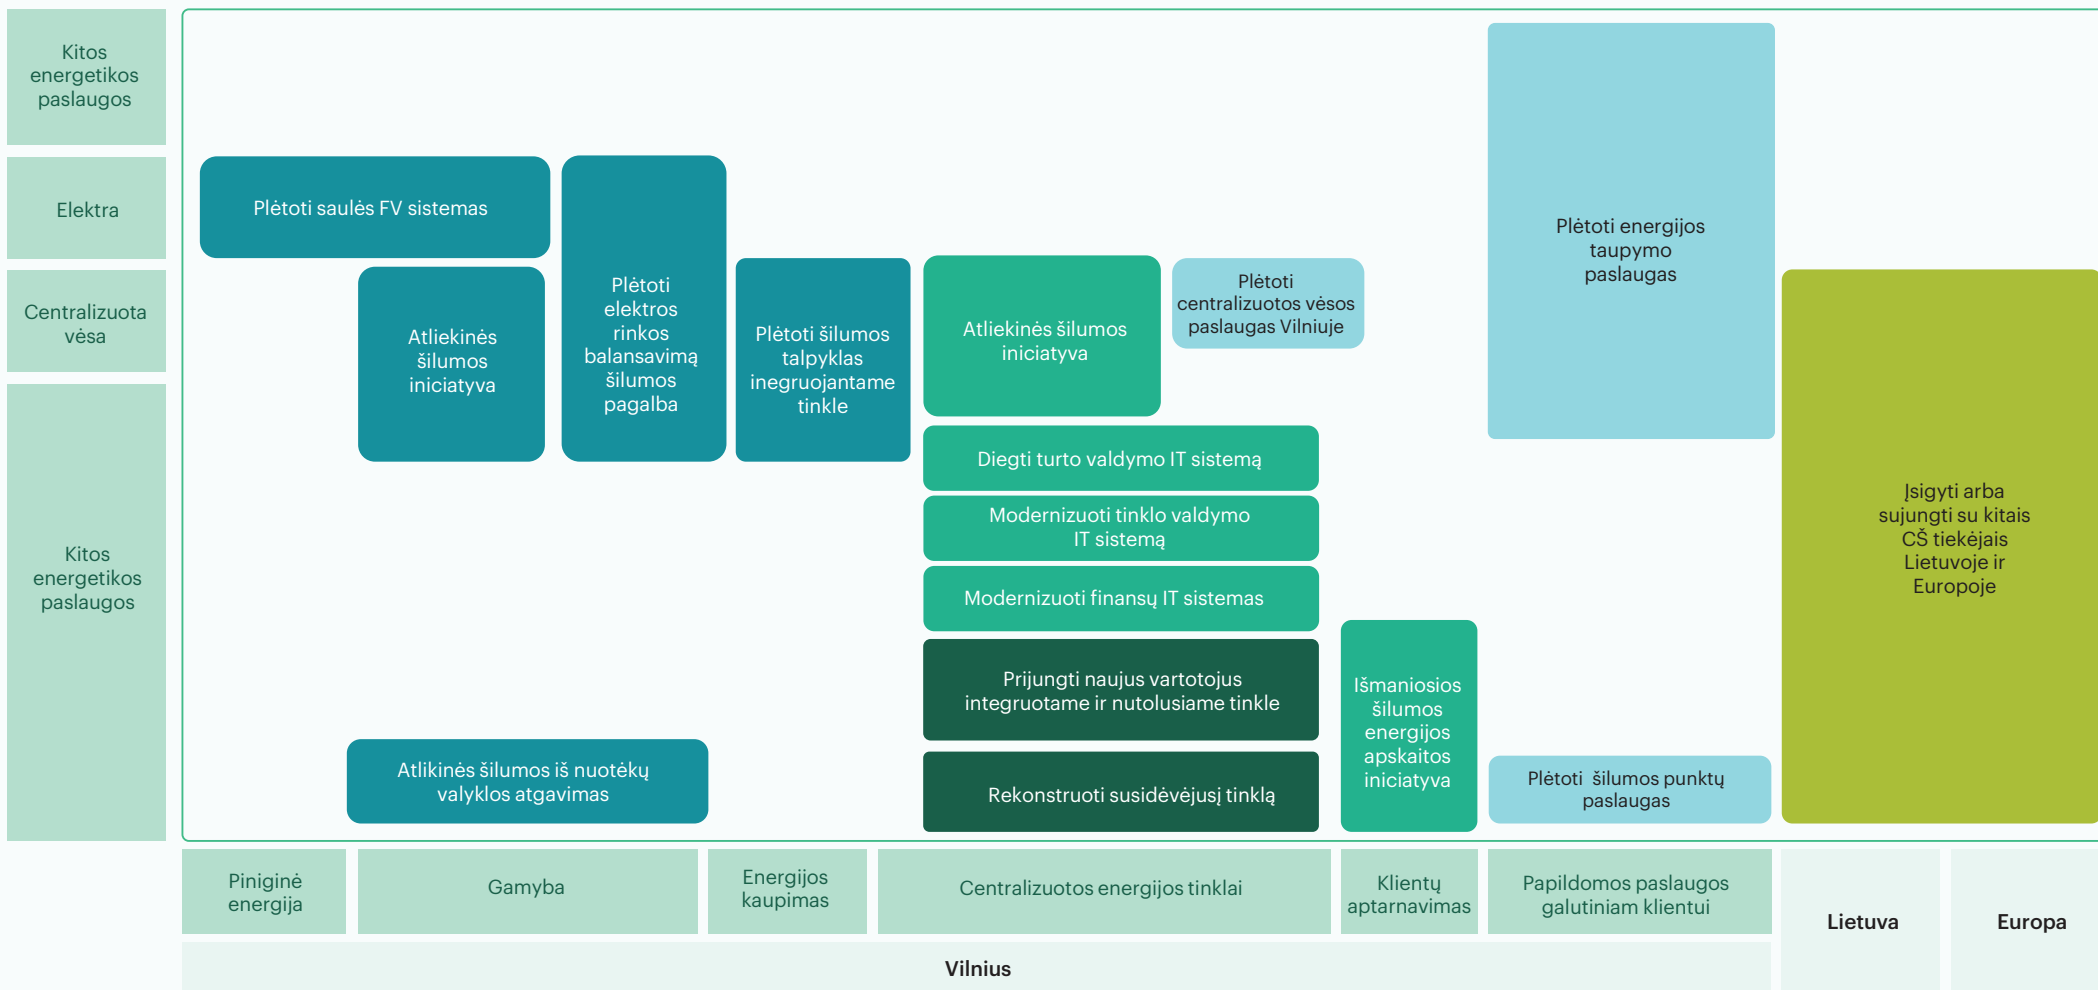 Kitos
energetikos
paslaugos
Elektra
Centralizuota
vėsa
Kitos
energetikos
paslaugos
Plėtoti saulės FV sistemas
Atliekinės
šilumos
iniciatyva
Plėtoti
elektros
rinkos
balansavimą
šilumos
pagalba
Plėtoti šilumos
talpyklas
inegruojantame
tinkle
Atliekinės šilumos
iniciatyva
Plėtoti
centralizuotos vėsos
paslaugas Vilniuje
Plėtoti energijos
taupymo
paslaugas
Diegti turto valdymo IT sistemą
Modernizuoti tinklo valdymo
IT sistemą
Modernizuoti finansų IT sistemas
Prijungti naujus vartotojus
integruotame ir nutolusiame tinkle
Rekonstruoti susidėvėjusį tinklą
Atlikinės šilumos iš nuotėkų
valyklos atgavimas
Išmaniosios
šilumos
energijos
apskaitos
iniciatyva
Plėtoti šilumos punktų
paslaugas
Įsigyti arba
sujungti su kitais
CŠ tiekėjais
Lietuvoje ir
Europoje
Piniginė
energija
Gamyba
Energijos
kaupimas
Centralizuotos energijos tinklai
Klientų
aptarnavimas
Papildomos paslaugos
galutiniam klientui
Lietuva
Europa
Vilnius